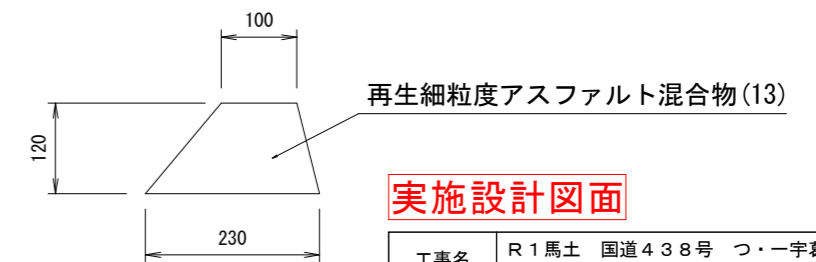 100
再生細粒度アスファルト混合物(13)
120
実施設計図面
230
工事名
R1馬土 国道438号 つ・一宇